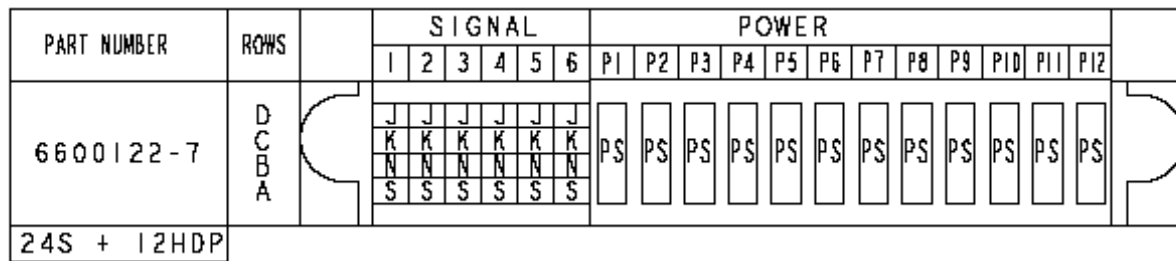 PART NUMBER ROWS SIGNAL POWER
1 2 3 4 5 6 P1 P2 P3 P4 P5 P6 P7 P8 P9 P10 P11 P12
6600122-7
D J J J J J J
C K K K K K K
B N N N N N N
A S S S S S S
PS PS PS PS PS PS PS PS PS PS PS PS
24S + 12HDP